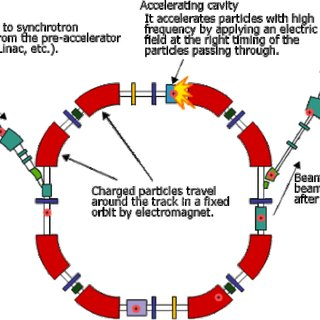 Accelerating cavity
It accelerates particles with high
frequency by applying an electric
field at the right timing of the
particles passing through.
to synchrotron
from the pre-accelerator
Linac, etc.).
Charged particles travel
around the track in a fixed
orbit by electromagnet.
Beam
beam
after